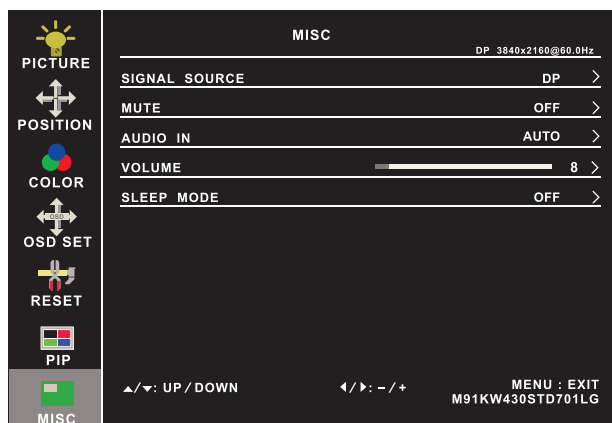 MISC
DP 3840x2160@60.0Hz
PICTURE
POSITION
COLOR
OSD
OSD SET
RESET
PIP
MISC
SIGNAL SOURCE DP
MUTE OFF
AUDIO IN AUTO
VOLUME 8
SLEEP MODE OFF
▲/▼: UP/DOWN ◀/▶: -/+ MENU : EXIT
M91KW430STD701LG